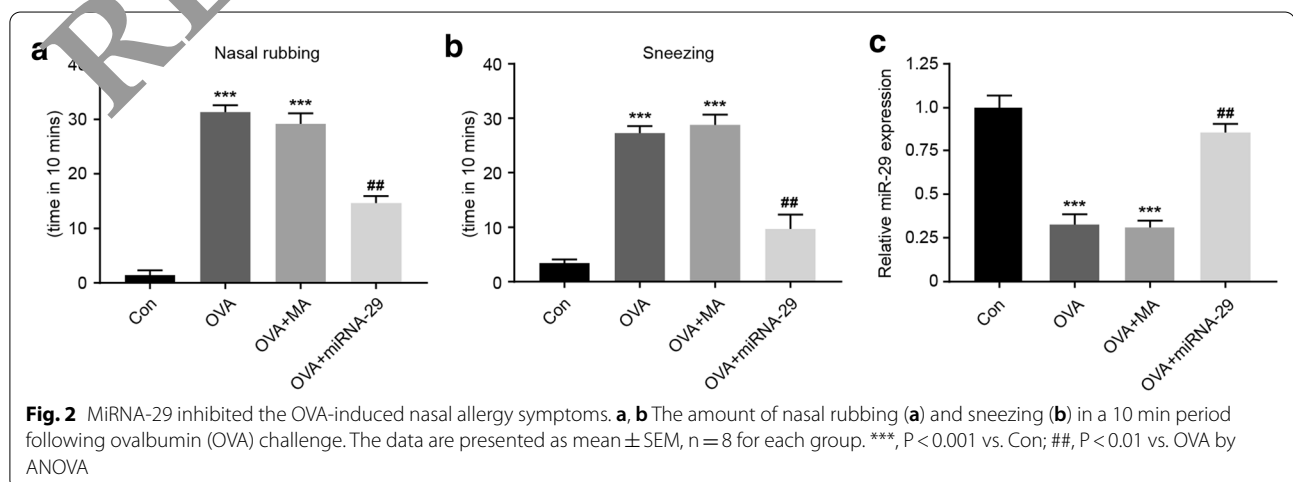 a
Nasal rubbing
(time in 10 mins)
40
30
20
10
0
***
***
##
Con
OVA
OVA+MA
OVA+miRNA-29
b
Sneezing
(time in 10 mins)
40
30
20
10
0
***
***
##
Con
OVA
OVA+MA
OVA+miRNA-29
c
Relative miR-29 expression
1.25
1.0
0.75
0.5
0.25
0
***
***
##
Con
OVA
OVA+MA
OVA+miRNA-29
Fig. 2 MiRNA-29 inhibited the OVA-induced nasal allergy symptoms. a, b The amount of nasal rubbing (a) and sneezing (b) in a 10 min period
following ovalbumin (OVA) challenge. The data are presented as mean ± SEM, n = 8 for each group. ***, P < 0.001 vs. Con; ##, P < 0.01 vs. OVA by
ANOVA